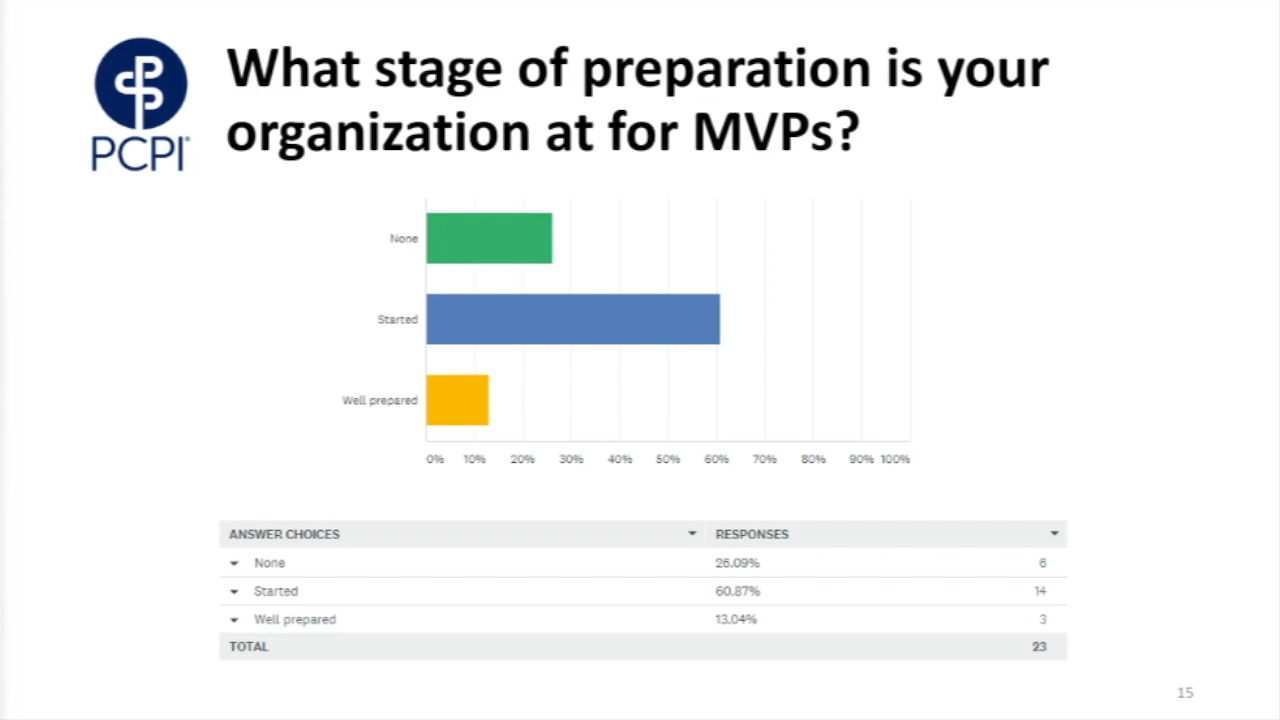 What stage of preparation is your
organization at for MVPs?
PCPI®
None
Started
Well prepared
0% 10% 20% 30% 40% 50% 60% 70% 80% 90% 100%
ANSWER CHOICES RESPONSES
None 26.09% 6
Started 60.87% 14
Well prepared 13.04% 3
TOTAL 23
15